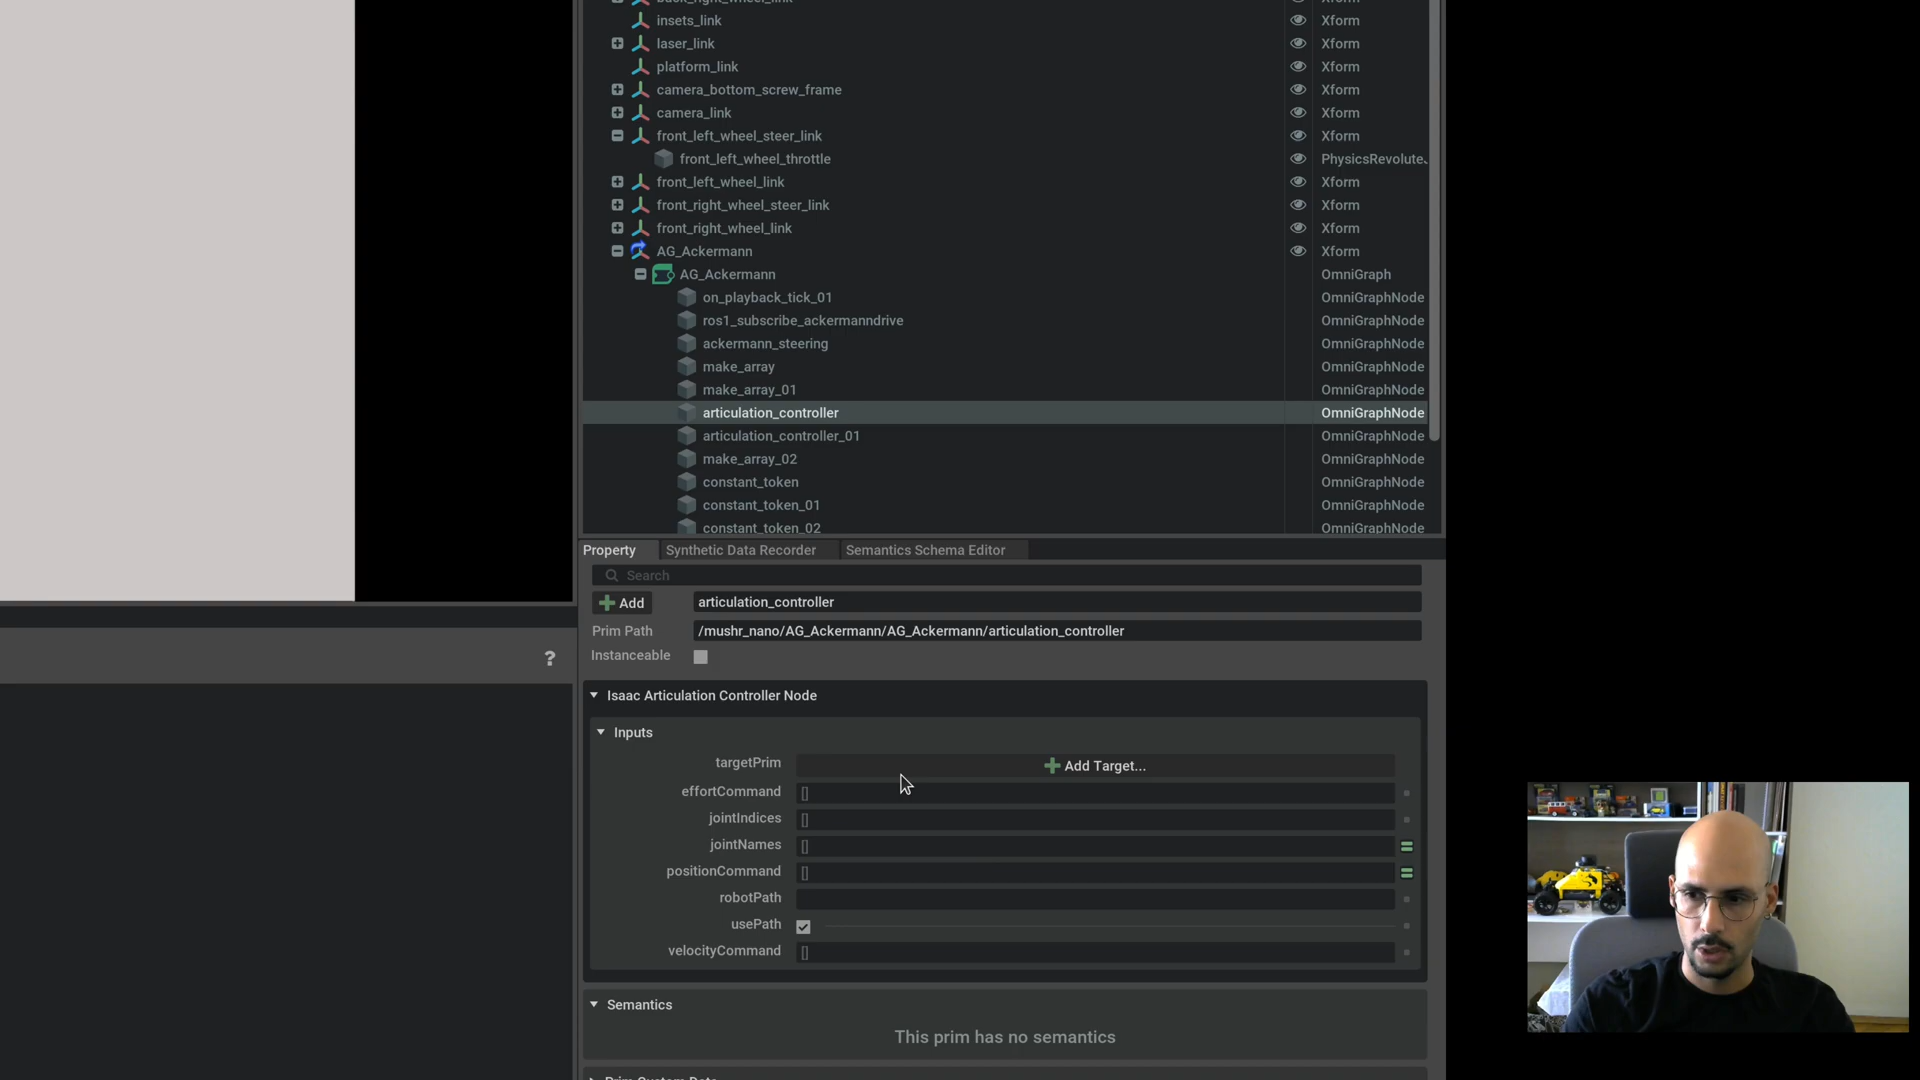 insets_link Xform
laser_link Xform
platform_link Xform
camera_bottom_screw_frame Xform
camera_link Xform
front_left_wheel_steer_link Xform
front_left_wheel_throttle PhysicsRevolute
front_left_wheel_link Xform
front_right_wheel_steer_link Xform
front_right_wheel_link Xform
AG_Ackermann Xform
AG_Ackermann OmniGraph
on_playback_tick_01 OmniGraphNode
ros1_subscribe_ackermanndrive OmniGraphNode
ackermann_steering OmniGraphNode
make_array OmniGraphNode
make_array_01 OmniGraphNode
articulation_controller OmniGraphNode
articulation_controller_01 OmniGraphNode
make_array_02 OmniGraphNode
constant_token OmniGraphNode
constant_token_01 OmniGraphNode
constant_token_02 OmniGraphNode
Property Synthetic Data Recorder Semantics Schema Editor
Search
Add articulation_controller
Prim Path /mushr_nano/AG_Ackermann/AG_Ackermann/articulation_controller
? Instanceable
Isaac Articulation Controller Node
Inputs
targetPrim Add Target...
effortCommand []
jointIndices []
jointNames []
positionCommand []
robotPath
usePath
velocityCommand []
Semantics
This prim has no semantics